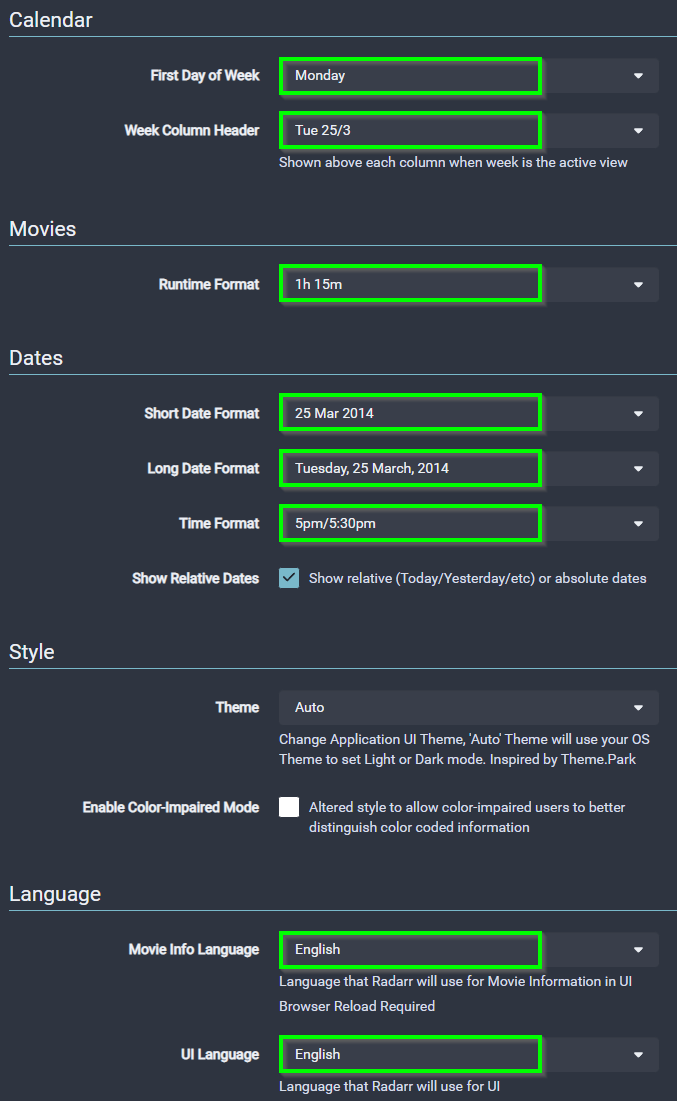 Calendar
First Day of Week Monday
Week Column Header Tue 25/3
Shown above each column when week is the active view
Movies
Runtime Format 1h 15m
Dates
Short Date Format 25 Mar 2014
Long Date Format Tuesday, 25 March, 2014
Time Format 5pm/5:30pm
Show Relative Dates Show relative (Today/Yesterday/etc) or absolute dates
Style
Theme Auto
Change Application UI Theme, 'Auto' Theme will use your OS
Theme to set Light or Dark mode. Inspired by Theme.Park
Enable Color-Impaired Mode Altered style to allow color-impaired users to better
distinguish color coded information
Language
Movie Info Language English
Language that Radarr will use for Movie Information in UI
Browser Reload Required
UI Language English
Language that Radarr will use for UI